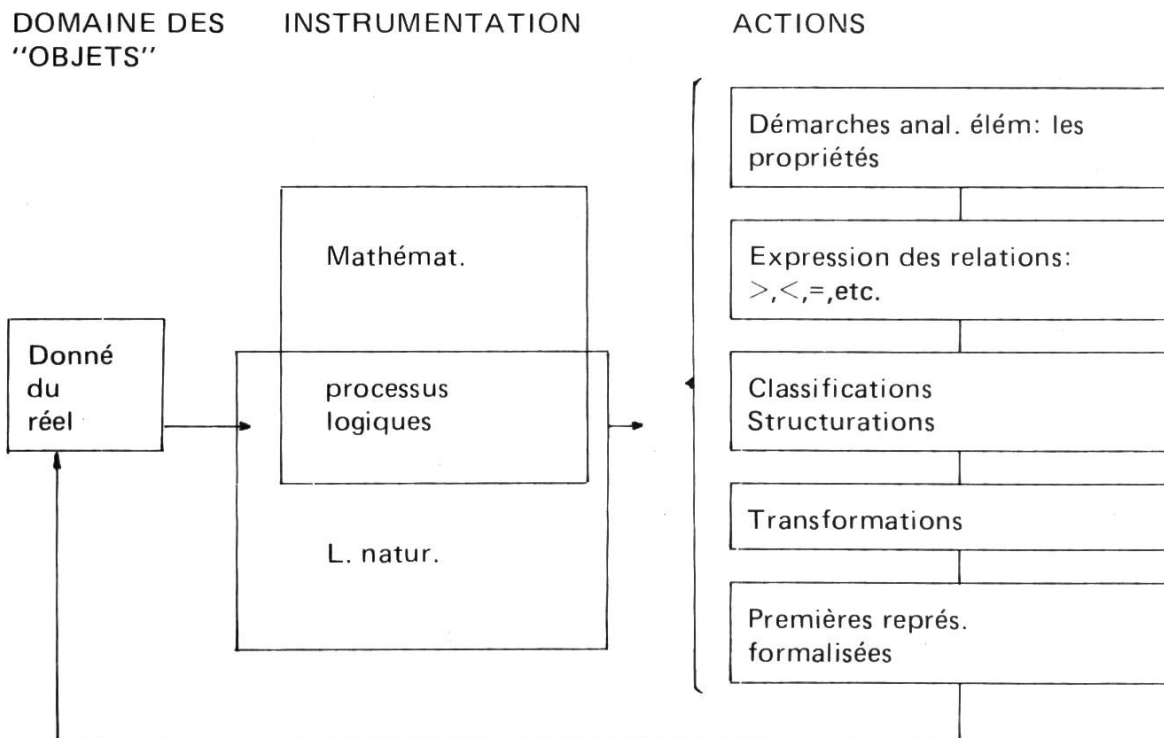 DOMAINE DES
"OBJETS"
INSTRUMENTATION
ACTIONS
Donné
du
réel
Mathémat.
processus
logiques
L. natur.
Démarches anal. élém: les
propriétés
Expression des relations:
>,<,=,etc.
Classifications
Structurations
Transformations
Premières représ.
formalisées